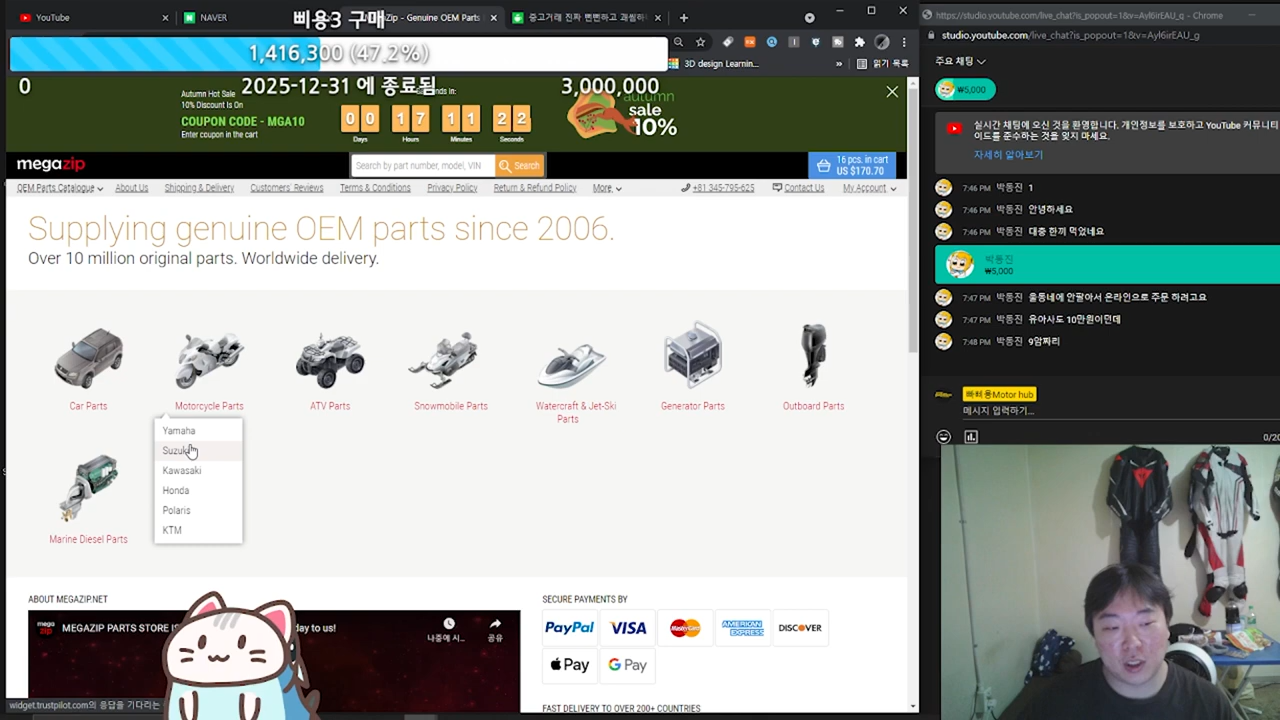 YouTube
NAVER
삐용3 구매
Zip - Genuine OEM Parts
중고거래 진짜 뻔뻔하고 괘씸하
https://studio.youtube.com/live_chat?is_popout=1&v=Ayl6irEAU_g - Chrome
studio.youtube.com/live_chat?is_popout=1&v=Ayl6irEAU_g
1,416,300 (47.2%)
3D design Learnin...
»
읽기 목록
0
2025-12-31 에 종료됨
3,000,000
Autumn Hot Sale
10% Discount Is On
COUPON CODE - MGA10
Enter coupon in the cart
00 17 11 22
Days Hours Minutes Seconds
autumn
sale
10%
megazip
Search by part number, model, VIN
Search
16 pcs. in cart
US $170.70
OEM Parts Catalogue
About Us
Shipping & Delivery
Customers' Reviews
Terms & Conditions
Privacy Policy
Return & Refund Policy
More
+81 345-795-625
Contact Us
My Account
Supplying genuine OEM parts since 2006.
Over 10 million original parts. Worldwide delivery.
Car Parts
Motorcycle Parts
ATV Parts
Snowmobile Parts
Watercraft & Jet-Ski
Parts
Generator Parts
Outboard Parts
Yamaha
Kawasaki
Honda
Polaris
KTM
Marine Diesel Parts
ABOUT MEGAZIP.NET
mega
zip
MEGAZIP PARTS STORE
day to us!
나중에 시...
공유
SECURE PAYMENTS BY
PayPal
VISA
MasterCard
AMERICAN
EXPRESS
DISCOVER
Apple Pay
G Pay
FAST DELIVERY TO OVER 200+ COUNTRIES
widget.trustpilot.com의 응답을 기다리는
주요 채팅
₩5,000
실시간 채팅에 오신 것을 환영합니다. 개인정보를 보호하고 YouTube 커뮤니티
이드를 준수하는 것을 잊지 마세요.
자세히 알아보기
7:46 PM 박동진 1
7:46 PM 박동진 안녕하세요
7:46 PM 박동진 대충 한끼 먹었네요
박동진
₩5,000
7:47 PM 박동진 울동네에 안팔아서 온라인으로 주문 하려고요
7:47 PM 박동진 유아사도 10만원이던데
7:48 PM 박동진 9암짜리
빠삐용Motor hub
메시지 입력하기...
0/20